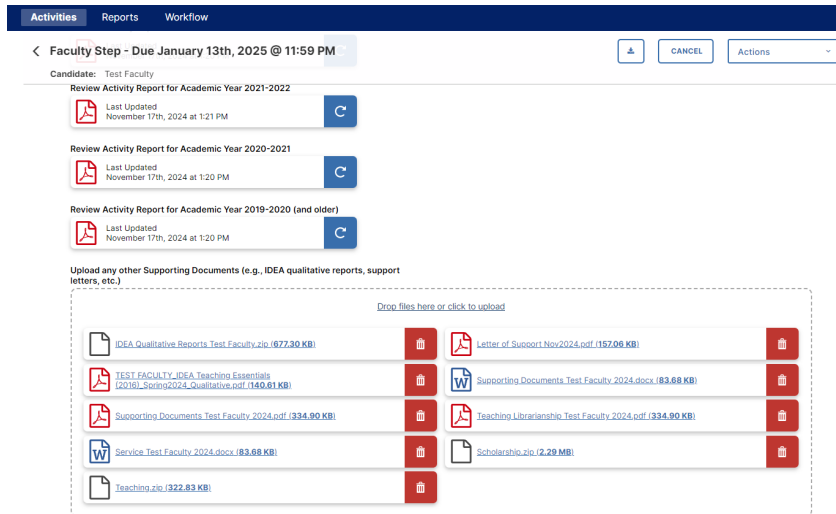 Activities Reports Workflow
Faculty Step - Due January 13th, 2025 @ 11:59 PM
CANCEL
Actions
Candidate: Test Faculty
Review Activity Report for Academic Year 2021-2022
Last Updated
November 17th, 2024 at 1:21 PM
Review Activity Report for Academic Year 2020-2021
Last Updated
November 17th, 2024 at 1:20 PM
Review Activity Report for Academic Year 2019-2020 (and older)
Last Updated
November 17th, 2024 at 1:20 PM
Upload any other Supporting Documents (e.g., IDEA qualitative reports, support
letters, etc.)
Drop files here or click to upload
IDEA Qualitative Reports Test Faculty.zip (677.30 KB)
Letter of Support Nov2024.pdf (157.06 KB)
TEST FACULTY_IDEA Teaching Essentials
(2016)_Spring2024_Qualitative.pdf (140.61 KB)
Supporting Documents Test Faculty 2024.docx (83.68 KB)
Supporting Documents Test Faculty 2024.pdf (334.90 KB)
Teaching Librarianship Test Faculty 2024.pdf (334.90 KB)
Service Test Faculty 2024.docx (83.68 KB)
Scholarship.zip (2.29 MB)
Teaching.zip (322.83 KB)